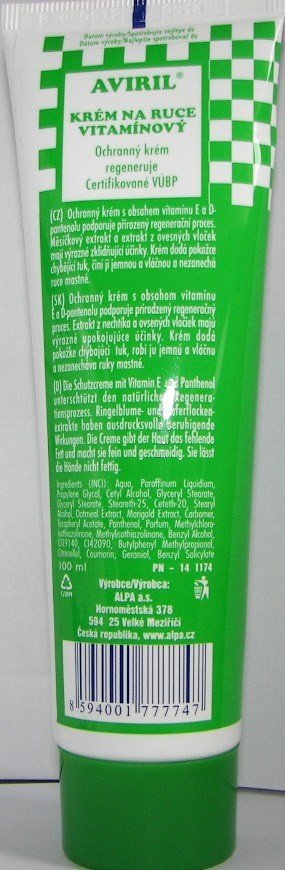 Datum výroby/Spotrebujte nejlépe do
Dátum výroby/Najlepšie spotrebovať do
AVIRIL®
KRÉM NA RUCE
VITAMÍNOVÝ
Ochranný krém
regeneruje
Certifikované VÚBP
(CZ) Ochranný krém s obsahem vitamínu E a D-
pantenolu podporuje přirozený regenerační proces.
Měsíčkový extrakt a extrakt z ovesných vloček
mají výrazné zklidňující účinky. Krém dodá pokožce
chybějící tuk, činí ji jemnou a vláčnou a nezanechá
ruce mastné.
(SK) Ochranný krém s obsahom vitamínu
E a D-pantenolu podporuje prirodzený regeneračný
proces. Extrakt z nechtíka a ovsených vločiek majú
výrazné upokojujúce účinky. Krém dodá
pokožke chýbajúci tuk, robí ju jemnú a vláčnu
a nezanecháva ruky mastné.
(D) Die Schutzcreme mit Vitamin E Panthenol
unterschtützt den natürlichen Regenera-
tionsprozess. Ringelblume- und Haferflocken-
extrakte haben ausdrucksvolle beruhigende
Wirkungen. Die Creme gibt der Haut das fehlende
Fett und macht sie fein und geschmeidig. Sie lässt
die Hände nicht fettig.
Ingredients (INCI): Aqua, Paraffinum Liquidium,
Propylene Glycol, Cetyl Alcohol, Glyceryl Stearate,
Glyceryl Stearate, Steareth-25, Ceteth-20, Stearyl
Alcohol, Oatmeal Extract, Marigold Extract, Carbomer,
Tocopheryl Acetate, Panthenol, Parfum, Methylchloro-
isothiazolinone, Methylisothiazolinone, Benzyl Alcohol,
CI19140, CI42090, Butylphenyl Methylpropional,
Citronellol, Coumarin, Geraniol, Benzyl Salicylate
100 ml PN - 14 1174
C/LDPE
Výrobce/Výrobca:
ALPA a.s.
Hornoměstská 378
594 25 Velké Meziříčí
Česká republika, www.alpa.cz
8 594001 777747